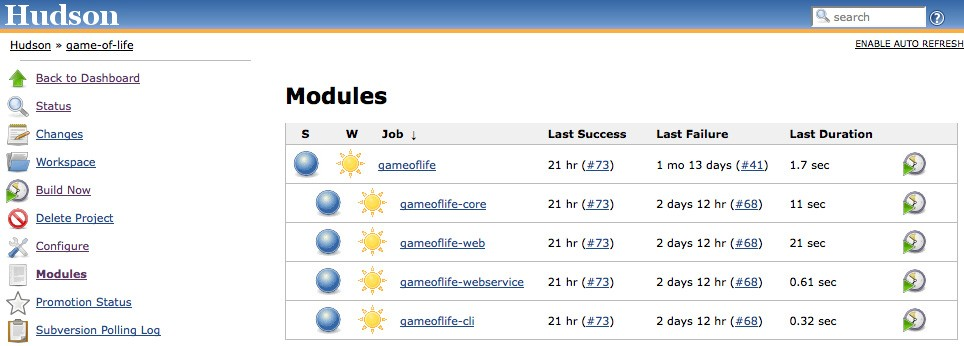 Hudson
search
Hudson » game-of-life
ENABLE AUTO REFRESH
Back to Dashboard
Status
Changes
Workspace
Build Now
Delete Project
Configure
Modules
Promotion Status
Subversion Polling Log
Modules
S W Job ↓ Last Success Last Failure Last Duration
gameoflife 21 hr (#73) 1 mo 13 days (#41) 1.7 sec
gameoflife-core 21 hr (#73) 2 days 12 hr (#68) 11 sec
gameoflife-web 21 hr (#73) 2 days 12 hr (#68) 21 sec
gameoflife-webservice 21 hr (#73) 2 days 12 hr (#68) 0.61 sec
gameoflife-cli 21 hr (#73) 2 days 12 hr (#68) 0.32 sec